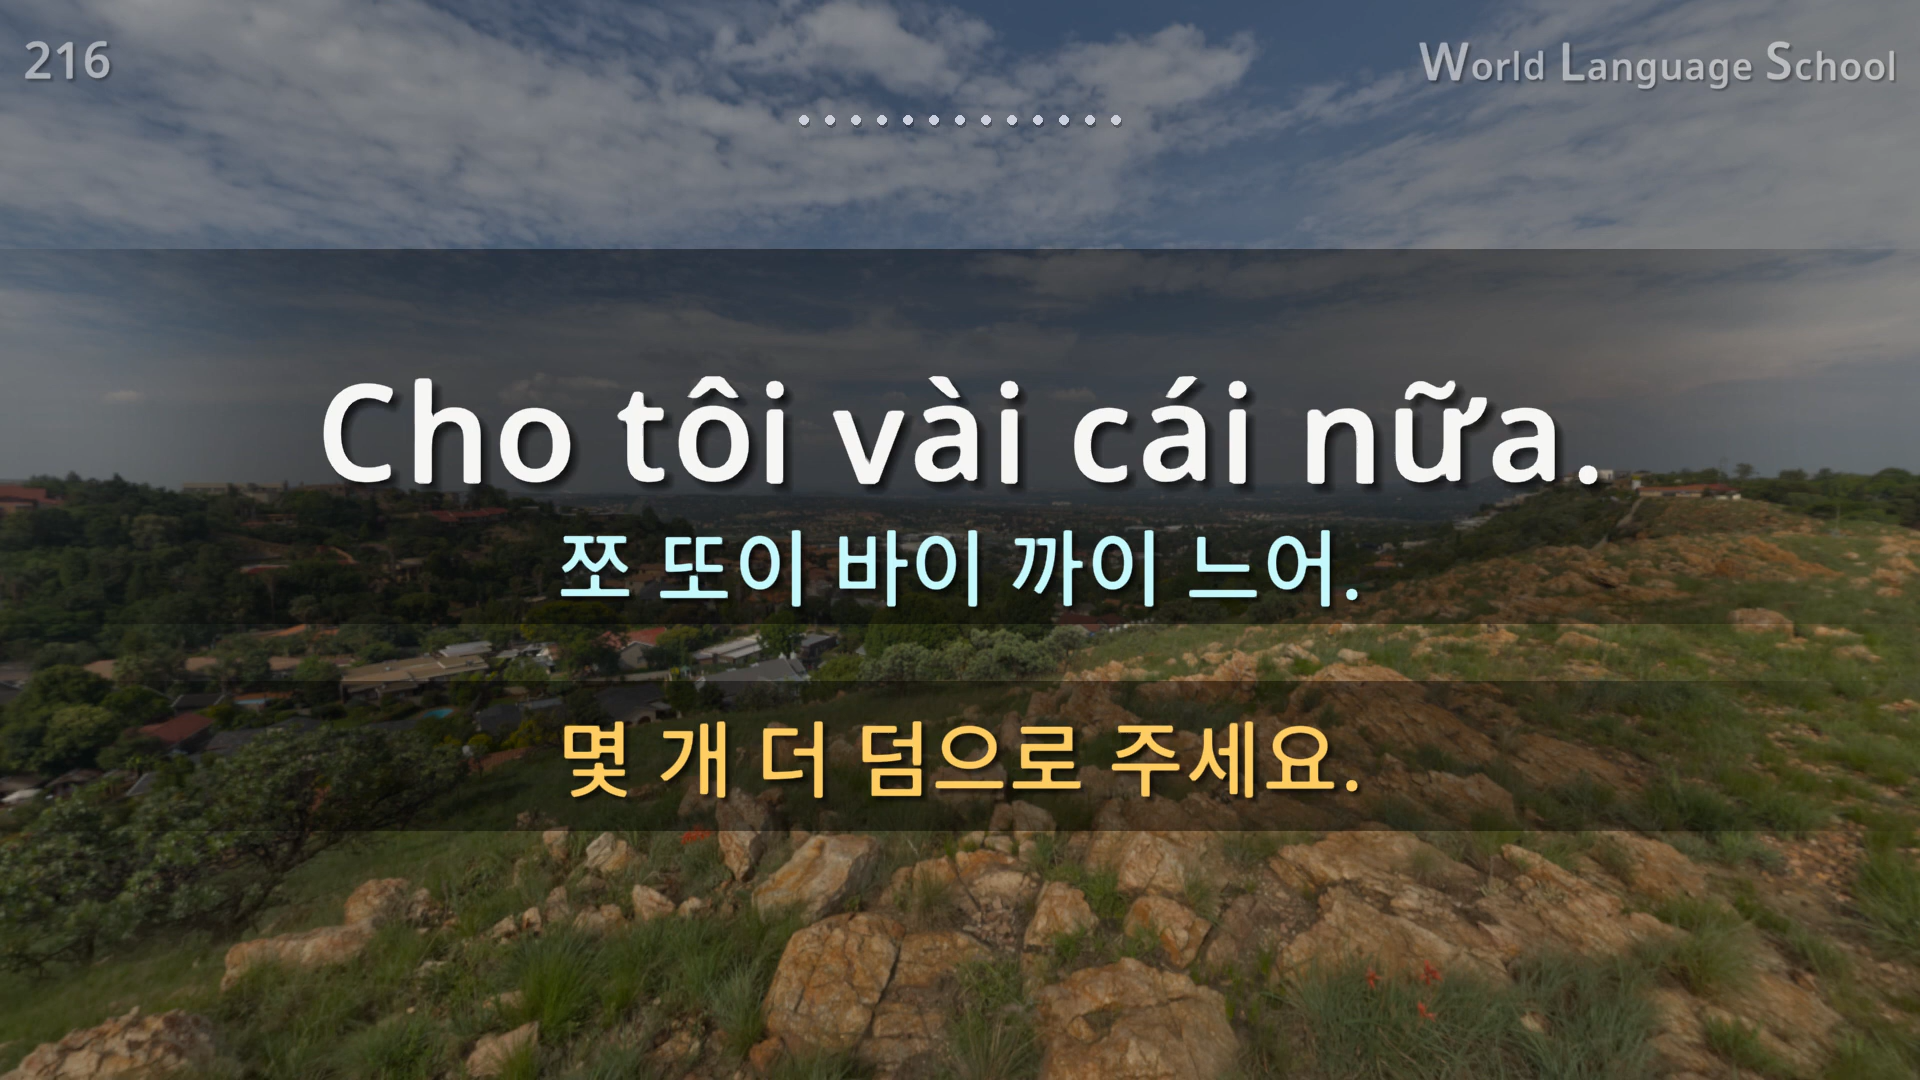 216
World Language School
Cho tôi vài cái nữa.
쪼 또이 바이 까이 느어.
몇 개 더 덤으로 주세요.